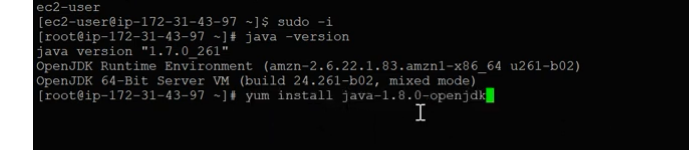 ec2-user
[ec2-user@ip-172-31-43-97 ~]$ sudo -i
[root@ip-172-31-43-97 ~]# java -version
java version "1.7.0_261"
OpenJDK Runtime Environment (amzn-2.6.22.1.83.amzn1-x86_64 u261-b02)
OpenJDK 64-Bit Server VM (build 24.261-b02, mixed mode)
[root@ip-172-31-43-97 ~]# yum install java-1.8.0-openjdk